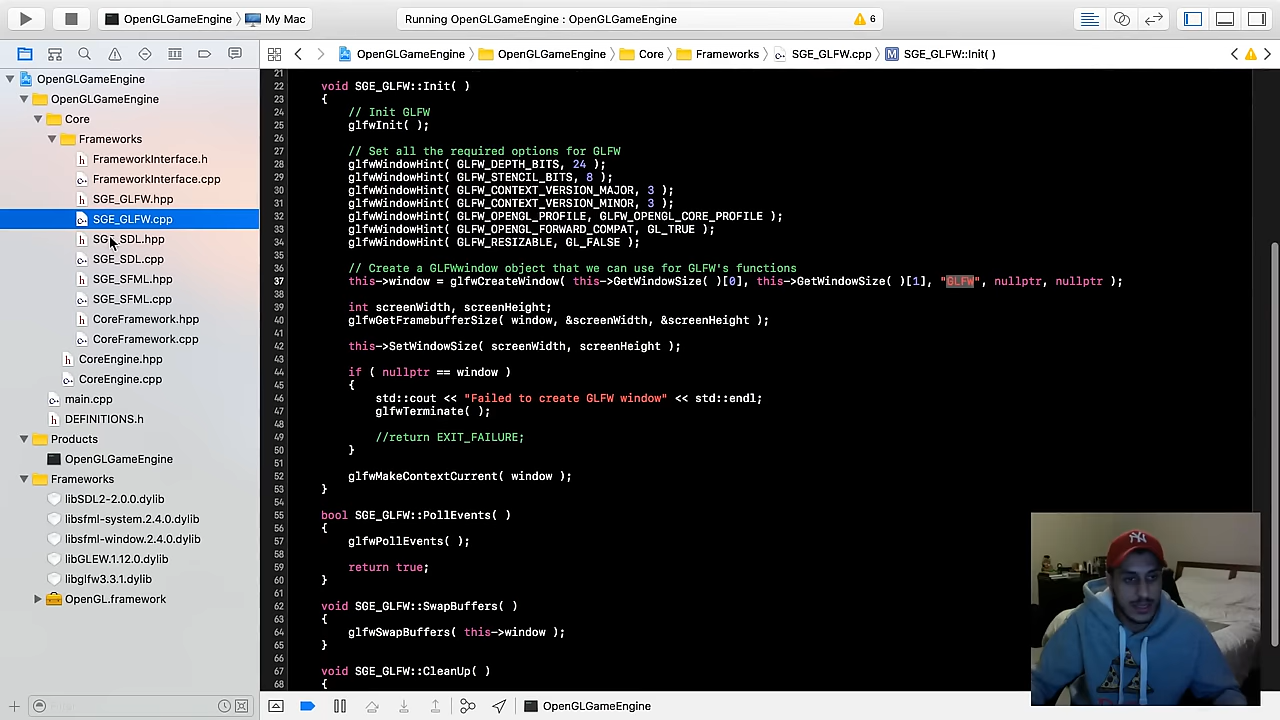 OpenGLGameEngine 〉 My Mac
Running OpenGLGameEngine : OpenGLGameEngine
6
OpenGLGameEngine 〉 OpenGLGameEngine 〉 Core 〉 Frameworks 〉 SGE_GLFW.cpp 〉 M SGE_GLFW::Init( )
OpenGLGameEngine
OpenGLGameEngine
Core
Frameworks
h FrameworkInterface.h
c+ FrameworkInterface.cpp
h SGE_GLFW.hpp
c+ SGE_GLFW.cpp
h SGE_SDL.hpp
c+ SGE_SDL.cpp
h SGE_SFML.hpp
c+ SGE_SFML.cpp
h CoreFramework.hpp
c+ CoreFramework.cpp
h CoreEngine.hpp
c+ CoreEngine.cpp
c+ main.cpp
h DEFINITIONS.h
Products
OpenGLGameEngine
Frameworks
libSDL2-2.0.0.dylib
libsfml-system.2.4.0.dylib
libsfml-window.2.4.0.dylib
libGLEW.1.12.0.dylib
libglfw3.3.1.dylib
OpenGL.framework
21
22 void SGE_GLFW::Init( )
23 {
24 // Init GLFW
25 glfwInit( );
26
27 // Set all the required options for GLFW
28 glfwWindowHint( GLFW_DEPTH_BITS, 24 );
29 glfwWindowHint( GLFW_STENCIL_BITS, 8 );
30 glfwWindowHint( GLFW_CONTEXT_VERSION_MAJOR, 3 );
31 glfwWindowHint( GLFW_CONTEXT_VERSION_MINOR, 3 );
32 glfwWindowHint( GLFW_OPENGL_PROFILE, GLFW_OPENGL_CORE_PROFILE );
33 glfwWindowHint( GLFW_OPENGL_FORWARD_COMPAT, GL_TRUE );
34 glfwWindowHint( GLFW_RESIZABLE, GL_FALSE );
35
36 // Create a GLFWwindow object that we can use for GLFW's functions
37 this->window = glfwCreateWindow( this->GetWindowSize( )[0], this->GetWindowSize( )[1], "GLFW", nullptr, nullptr );
38
39 int screenWidth, screenHeight;
40 glfwGetFramebufferSize( window, &screenWidth, &screenHeight );
41
42 this->SetWindowSize( screenWidth, screenHeight );
43
44 if ( nullptr == window )
45 {
46 std::cout << "Failed to create GLFW window" << std::endl;
47 glfwTerminate( );
48
49 //return EXIT_FAILURE;
50 }
51
52 glfwMakeContextCurrent( window );
53 }
54
55 bool SGE_GLFW::PollEvents( )
56 {
57 glfwPollEvents( );
58
59 return true;
60 }
61
62 void SGE_GLFW::SwapBuffers( )
63 {
64 glfwSwapBuffers( this->window );
65 }
66
67 void SGE_GLFW::CleanUp( )
68 {
OpenGLGameEngine